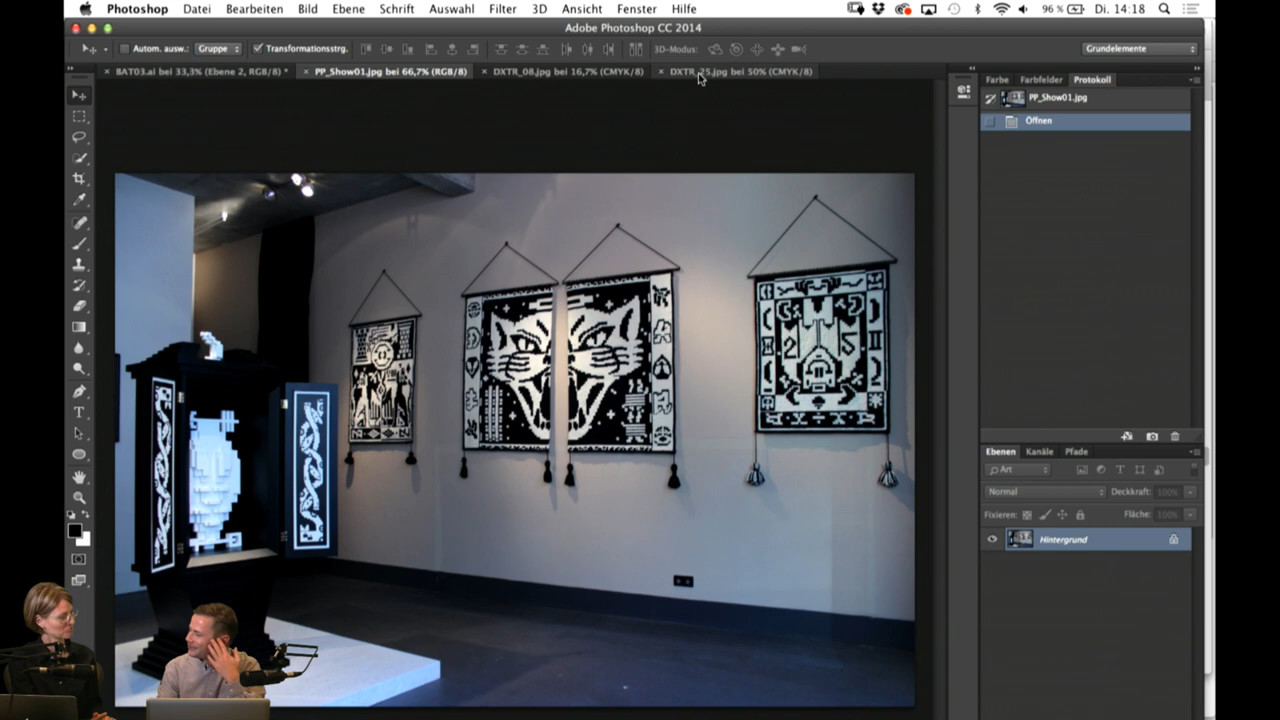 Photoshop Datei Bearbeiten Bild Ebene Schrift Auswahl Filter 3D Ansicht Fenster Hilfe 96 % Di. 14:18
Adobe Photoshop CC 2014
Autom. ausw.: Gruppe Transformationsstrg. 3D-Modus: Grundelemente
BAT03.ai bei 33,3% (Ebene 2, RGB/8) * PP_Show01.jpg bei 66,7% (RGB/8) DXTR_08.jpg bei 16,7% (CMYK/8) DXTR_25.jpg bei 50% (CMYK/8)
Farbe Farbfelder Protokoll
PP_Show01.jpg
Öffnen
2 5
Ebenen Kanäle Pfade
Art
Normal Deckkraft: 100%
Fixieren: Fläche: 100%
Hintergrund